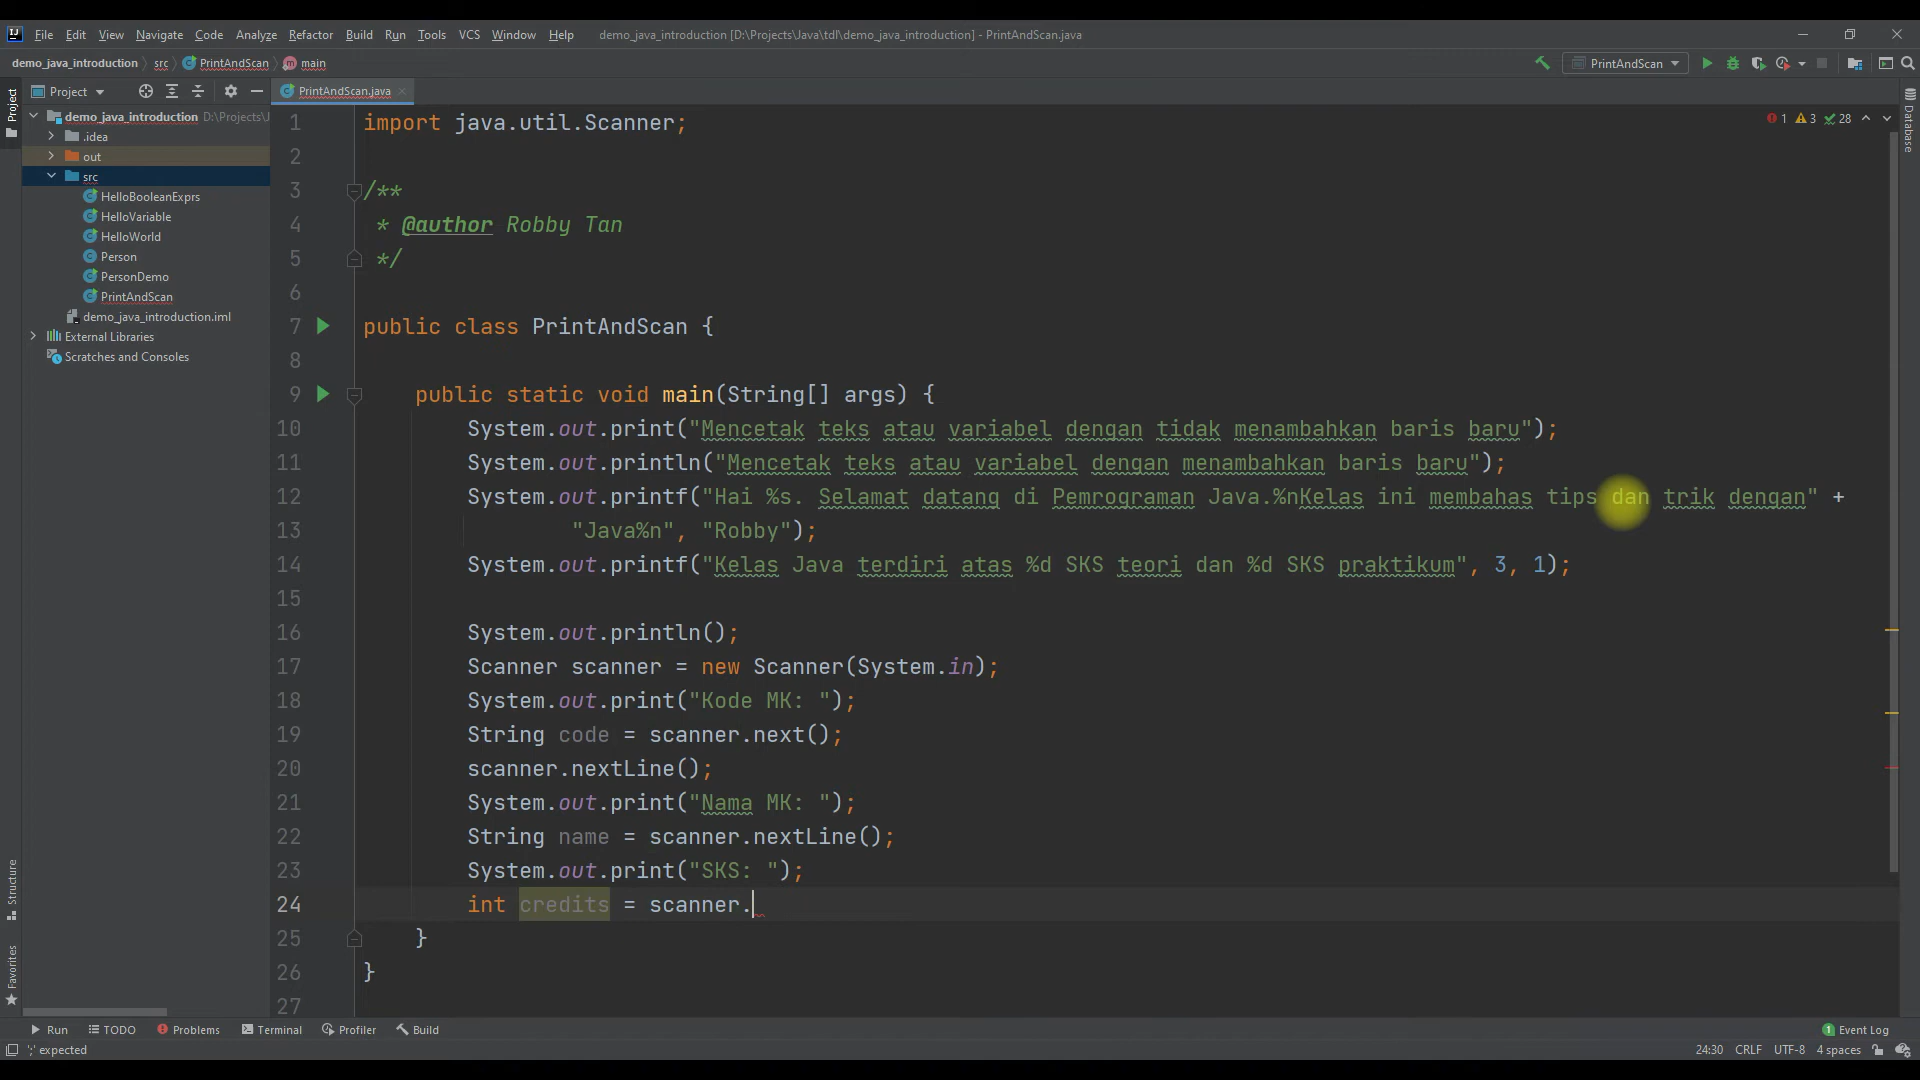 File Edit View Navigate Code Analyze Refactor Build Run Tools VCS Window Help demo_java_introduction [D:\Projects\Java\tdl\demo_java_introduction] - PrintAndScan.java
demo_java_introduction src PrintAndScan main PrintAndScan
Project PrintAndScan.java
Project
demo_java_introduction D:\Projects\J
.idea
out
src
HelloBooleanExprs
HelloVariable
HelloWorld
Person
PersonDemo
PrintAndScan
demo_java_introduction.iml
External Libraries
Scratches and Consoles
Structure
Favorites
Database
1 3 28
1 import java.util.Scanner;
2
3 /**
4 * @author Robby Tan
5 */
6
7 public class PrintAndScan {
8
9 public static void main(String[] args) {
10 System.out.print("Mencetak teks atau variabel dengan tidak menambahkan baris baru");
11 System.out.println("Mencetak teks atau variabel dengan menambahkan baris baru");
12 System.out.printf("Hai %s. Selamat datang di Pemrograman Java.%nKelas ini membahas tips dan trik dengan" +
13 "Java%n", "Robby");
14 System.out.printf("Kelas Java terdiri atas %d SKS teori dan %d SKS praktikum", 3, 1);
15
16 System.out.println();
17 Scanner scanner = new Scanner(System.in);
18 System.out.print("Kode MK: ");
19 String code = scanner.next();
20 scanner.nextLine();
21 System.out.print("Nama MK: ");
22 String name = scanner.nextLine();
23 System.out.print("SKS: ");
24 int credits = scanner.
25 }
26 }
27
Run TODO Problems Terminal Profiler Build 1 Event Log
';' expected 24:30 CRLF UTF-8 4 spaces